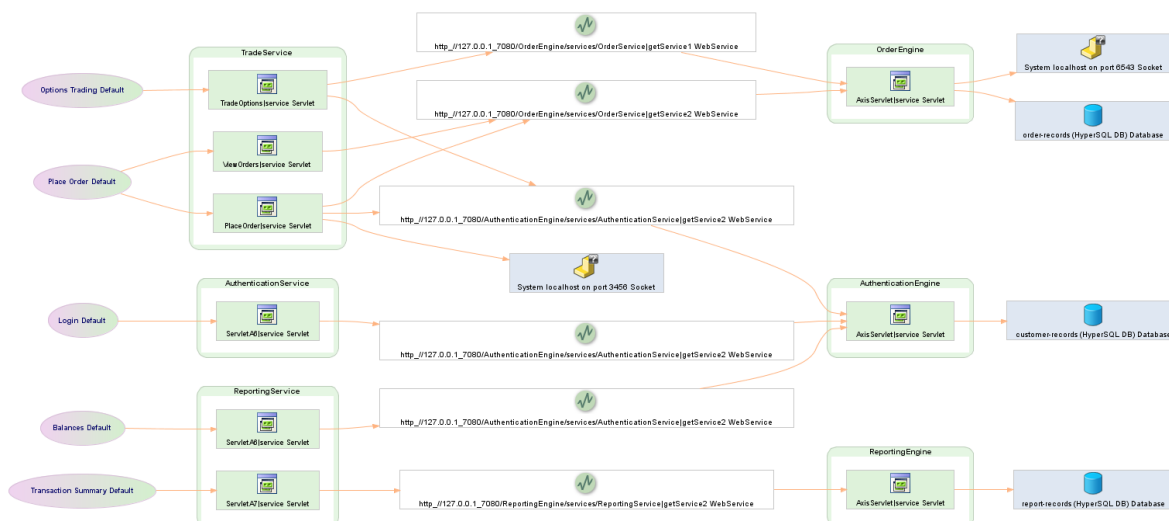 http_//127.0.0.1_7080/OrderEngine/services/OrderService|getService1 WebService
TradeService
OrderEngine
System localhost on port 6543 Socket
Options Trading Default
TradeOptions|service Servlet
http_//127.0.0.1_7080/OrderEngine/services/OrderService|getService2 WebService
AxisServlet|service Servlet
order-records (HyperSQL DB) Database
ViewOrders|service Servlet
Place Order Default
PlaceOrder|service Servlet
http_//127.0.0.1_7080/AuthenticationEngine/services/AuthenticationService|getService2 WebService
System localhost on port 3456 Socket
AuthenticationService
AuthenticationEngine
Login Default
ServletA6|service Servlet
AxisServlet|service Servlet
customer-records (HyperSQL DB) Database
http_//127.0.0.1_7080/AuthenticationEngine/services/AuthenticationService|getService2 WebService
ReportingService
Balances Default
ServletA6|service Servlet
http_//127.0.0.1_7080/AuthenticationEngine/services/AuthenticationService|getService2 WebService
ReportingEngine
Transaction Summary Default
ServletA7|service Servlet
http_//127.0.0.1_7080/ReportingEngine/services/ReportingService|getService2 WebService
AxisServlet|service Servlet
report-records (HyperSQL DB) Database